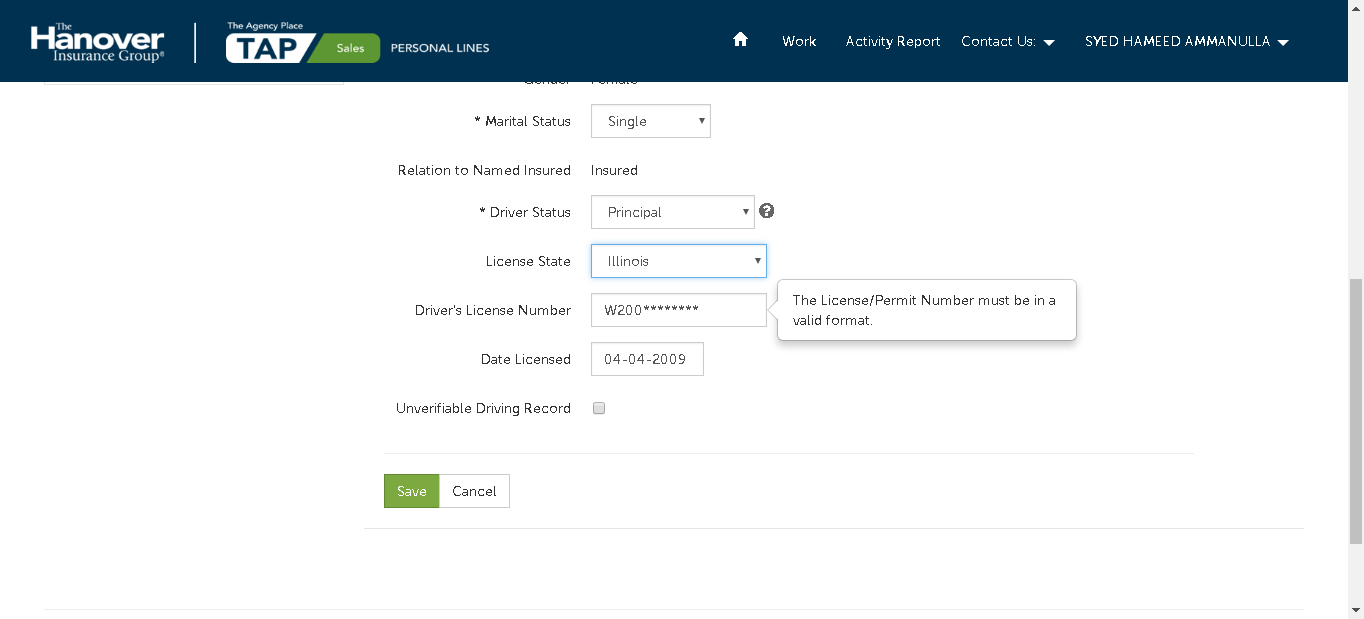 The
Hanover
Insurance Group®
The Agency Place
TAP Sales PERSONAL LINES
Work Activity Report Contact Us: SYED HAMEED AMMANULLA
Gender Female
* Marital Status Single
Relation to Named Insured Insured
* Driver Status Principal ?
License State Illinois
Driver's License Number W200********
The License/Permit Number must be in a
valid format.
Date Licensed 04-04-2009
Unverifiable Driving Record
Save Cancel